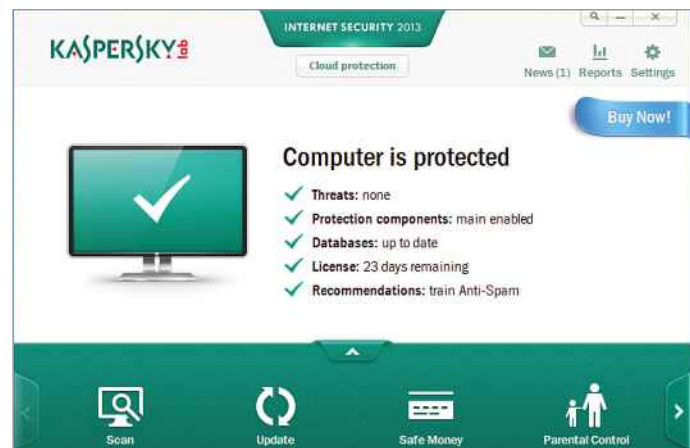 INTERNET SECURITY 2013
KASPERSKY lab
Cloud protection
News (1) Reports Settings
Buy Now!
Computer is protected
Threats: none
Protection components: main enabled
Databases: up to date
License: 23 days remaining
Recommendations: train Anti-Spam
Scan Update Safe Money Parental Control